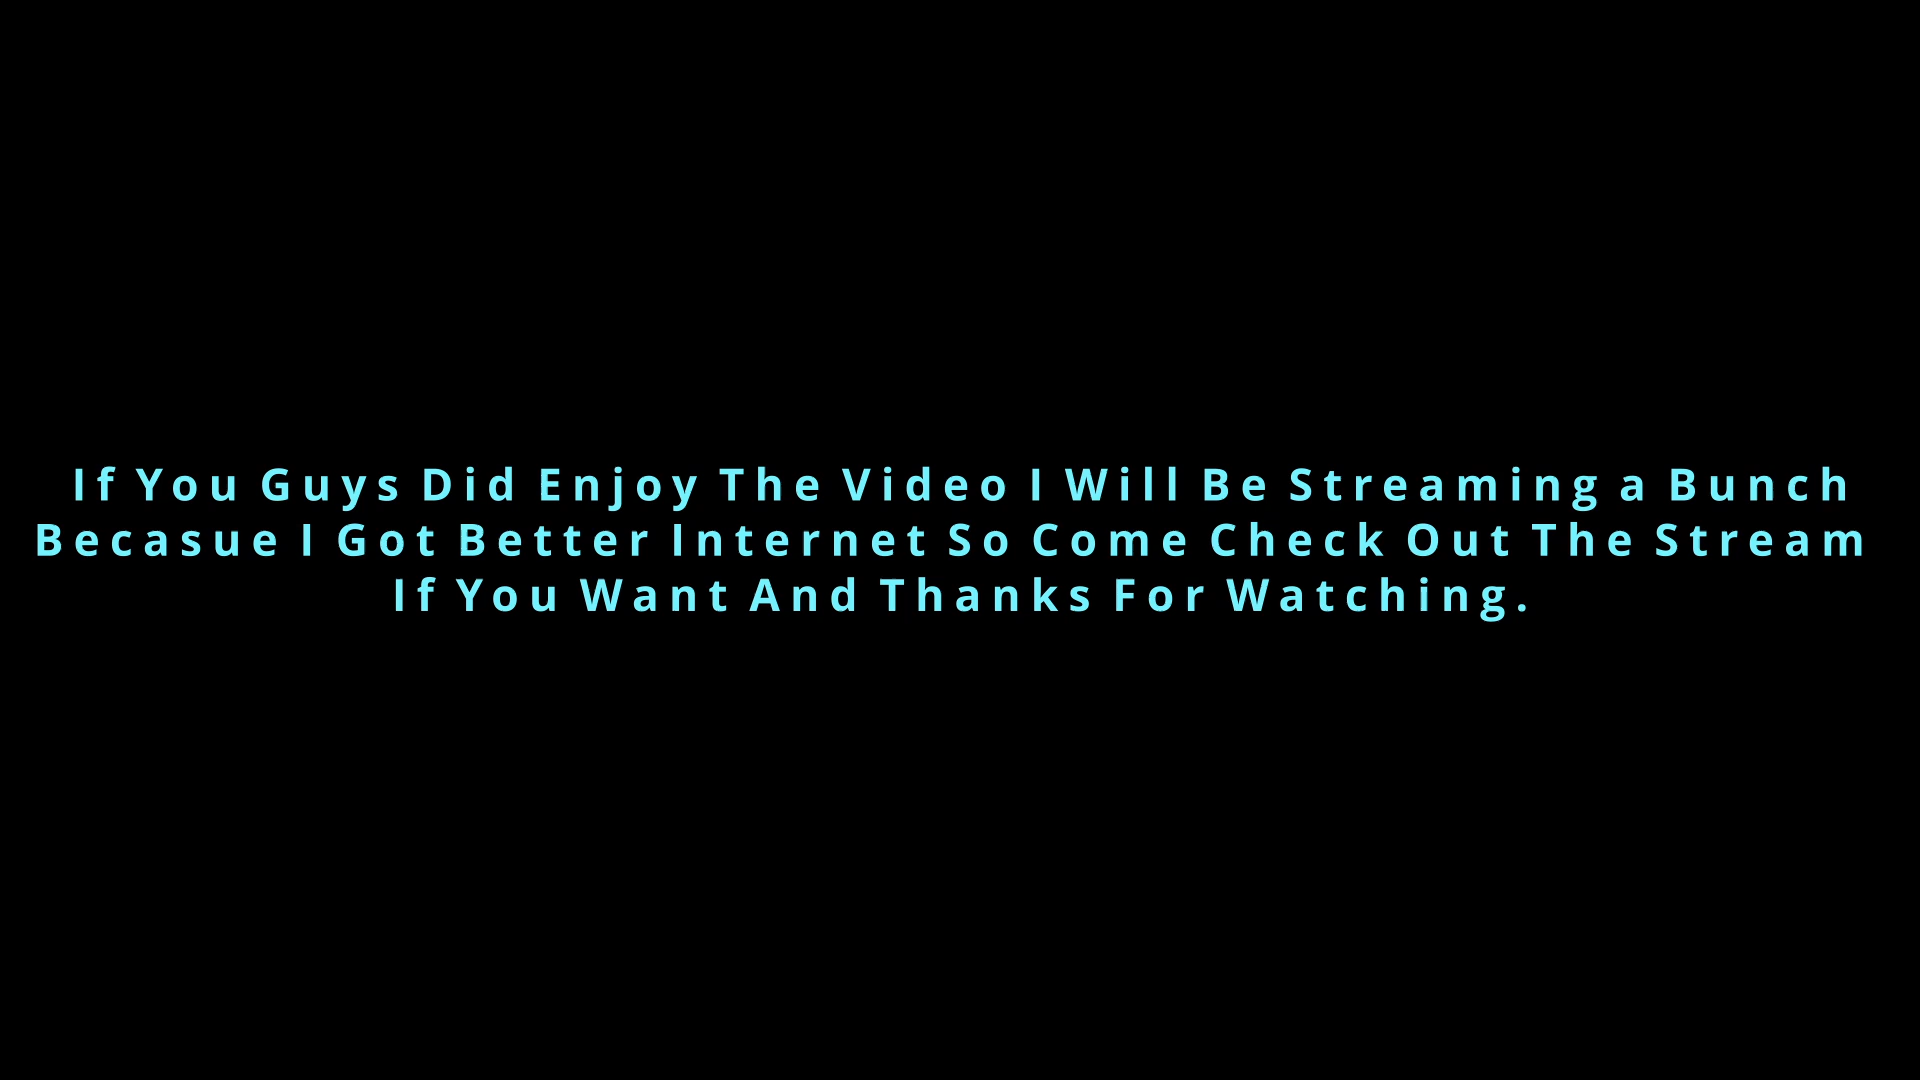 If You Guys Did Enjoy The Video I Will Be Streaming a Bunch
Becasue I Got Better Internet So Come Check Out The Stream
If You Want And Thanks For Watching.